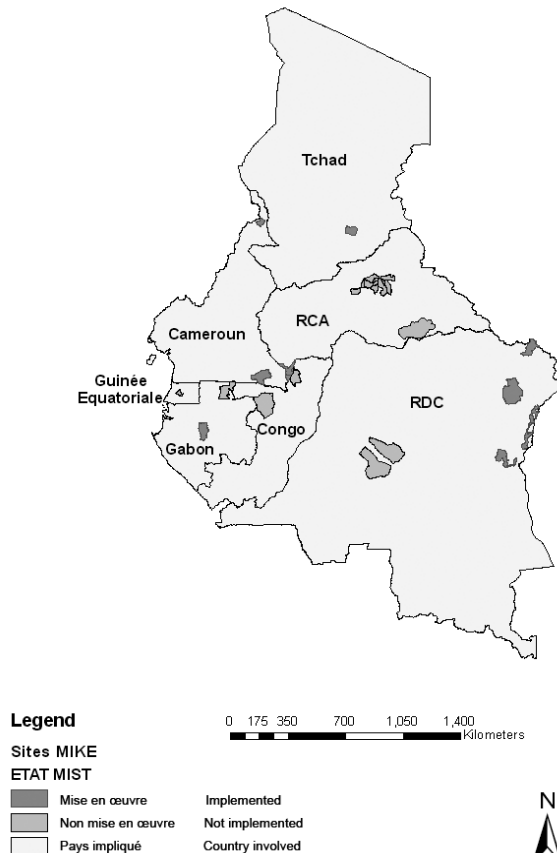 Tchad
RCA
Cameroun
Guinée
Equatoriale
RDC
Congo
Gabon
Legend
0 175 350 700 1,050 1,400
Kilometers
Sites MIKE
ETAT MIST
Mise en œuvre Implemented
Non mise en œuvre Not implemented
Pays impliqué Country involved
N